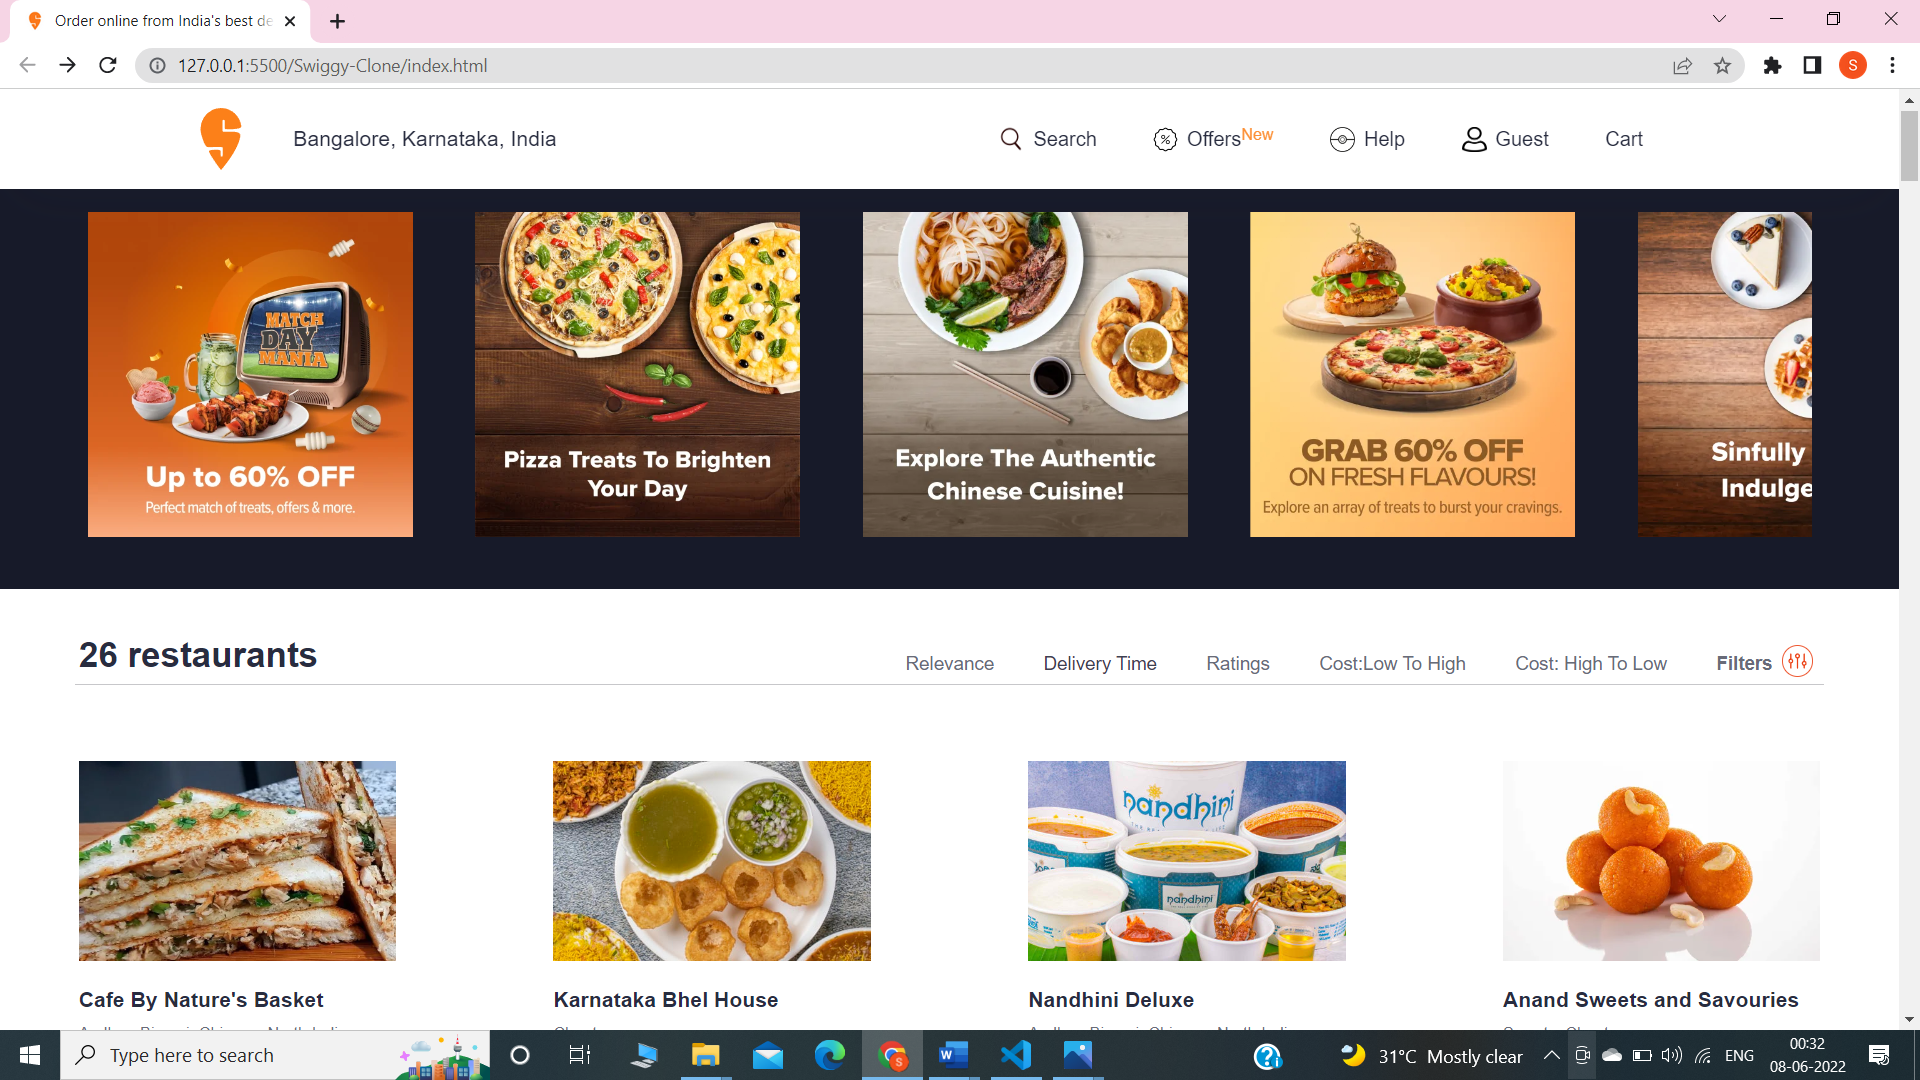 Order online from India's best de
127.0.0.1:5500/Swiggy-Clone/index.html
S
Bangalore, Karnataka, India
Search
OffersNew
Help
Guest
Cart
MATCH
DAY
MANIA
Up to 60% OFF
Perfect match of treats, offers & more.
Pizza Treats To Brighten
Your Day
Explore The Authentic
Chinese Cuisine!
GRAB 60% OFF
ON FRESH FLAVOURS!
Explore an array of treats to burst your cravings.
Sinfully
Indulge
26 restaurants
Relevance
Delivery Time
Ratings
Cost:Low To High
Cost: High To Low
Filters
nandhini
nandhini
Cafe By Nature's Basket
Karnataka Bhel House
Nandhini Deluxe
Anand Sweets and Savouries
Type here to search
31°C Mostly clear
ENG
00:32
08-06-2022